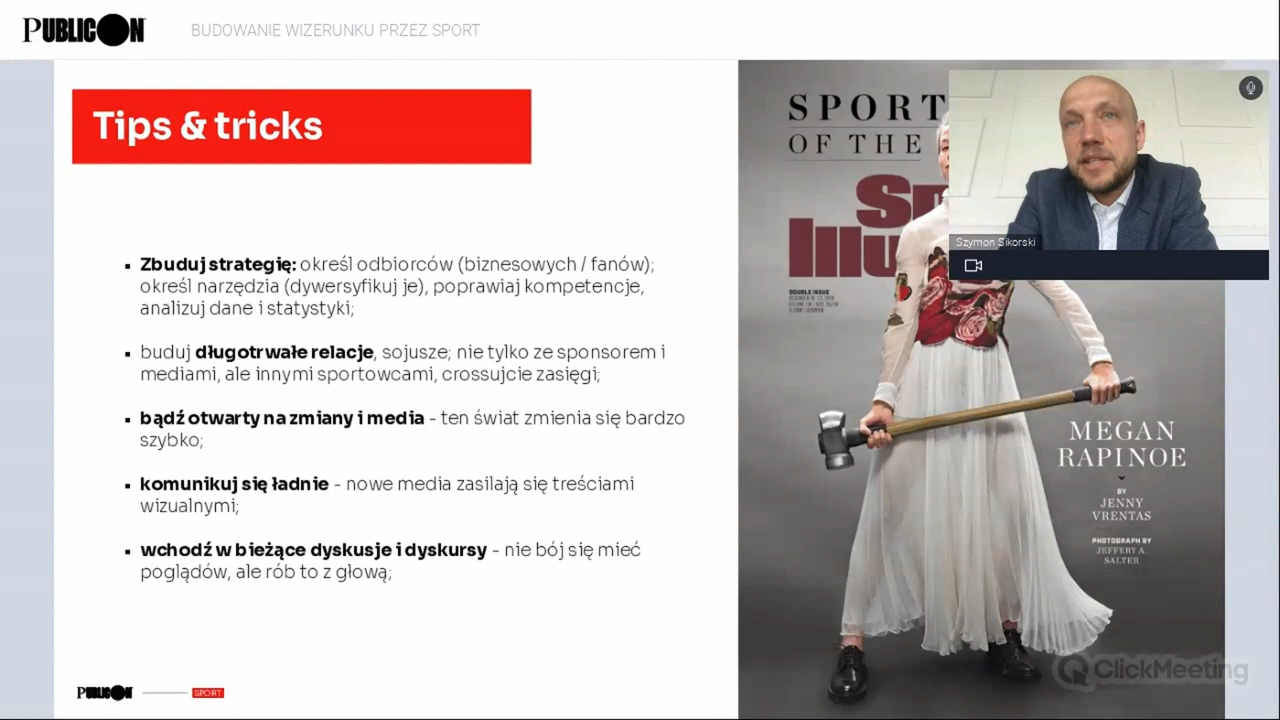 PUBLICON
BUDOWANIE WIZERUNKU PRZEZ SPORT
Tips & tricks
Zbuduj strategię: określ odbiorców (biznesowych / fanów);
określ narzędzia (dywersyfikuj je), poprawiaj kompetencje,
analizuj dane i statystyki;
buduj długotrwałe relacje, sojusze; nie tylko ze sponsorem i
mediami, ale innymi sportowcami, crossujcie zasięgi;
bądź otwarty na zmiany i media - ten świat zmienia się bardzo
szybko;
komunikuj się ładnie - nowe media zasilają się treściami
wizualnymi;
wchodź w bieżące dyskusje i dyskursy - nie bój się mieć
poglądów, ale rób to z głową;
PUBLICON
SPORT
SPORT
OF THE
Sp
Illu
DOUBLE ISSUE
Szymon Sikorski
MEGAN
RAPINOE
BY
JENNY
VRENTAS
PHOTOGRAPH BY
JEFFERY A.
SALTER
ClickMeeting